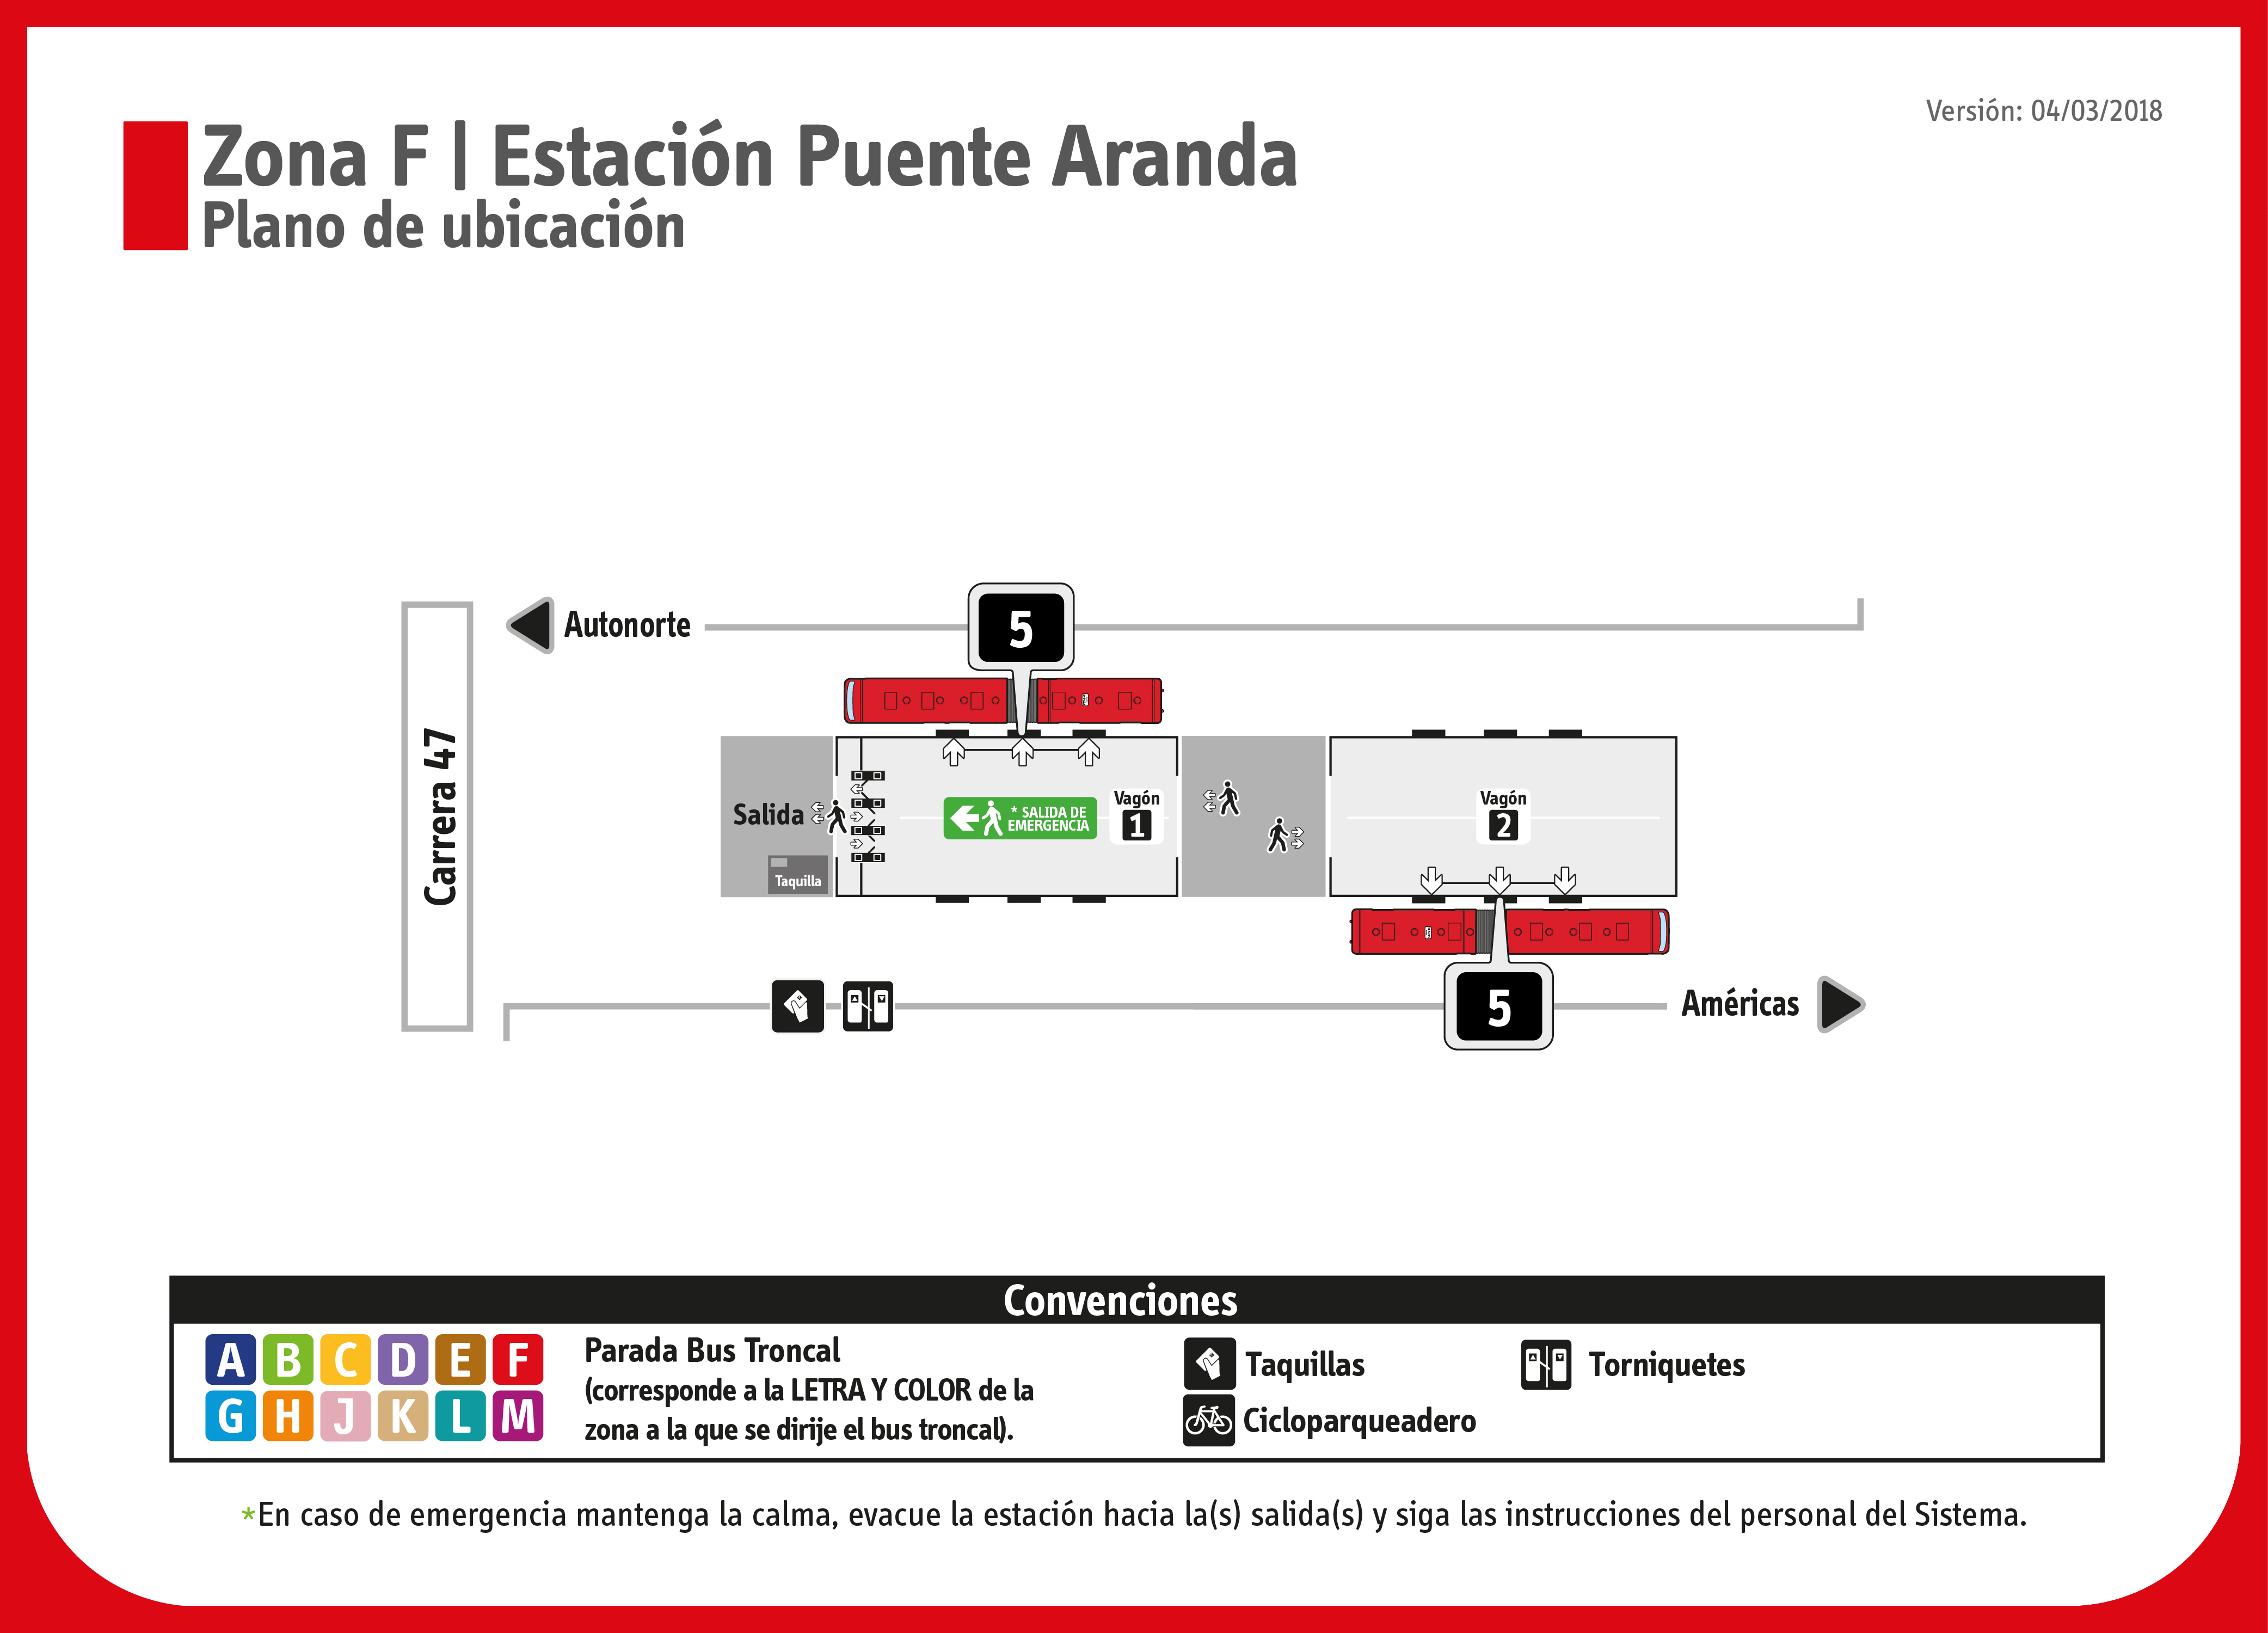 Versión: 04/03/2018
Zona F | Estación Puente Aranda
Plano de ubicación
Autonorte
5
Carrera 47
Salida
Taquilla
* SALIDA DE
EMERGENCIA
Vagón
1
Vagón
2
5
Américas
Convenciones
A B C D E F
G H J K L M
Parada Bus Troncal
(corresponde a la LETRA Y COLOR de la
zona a la que se dirije el bus troncal).
Taquillas
Torniquetes
Cicloparqueadero
*En caso de emergencia mantenga la calma, evacue la estación hacia la(s) salida(s) y siga las instrucciones del personal del Sistema.